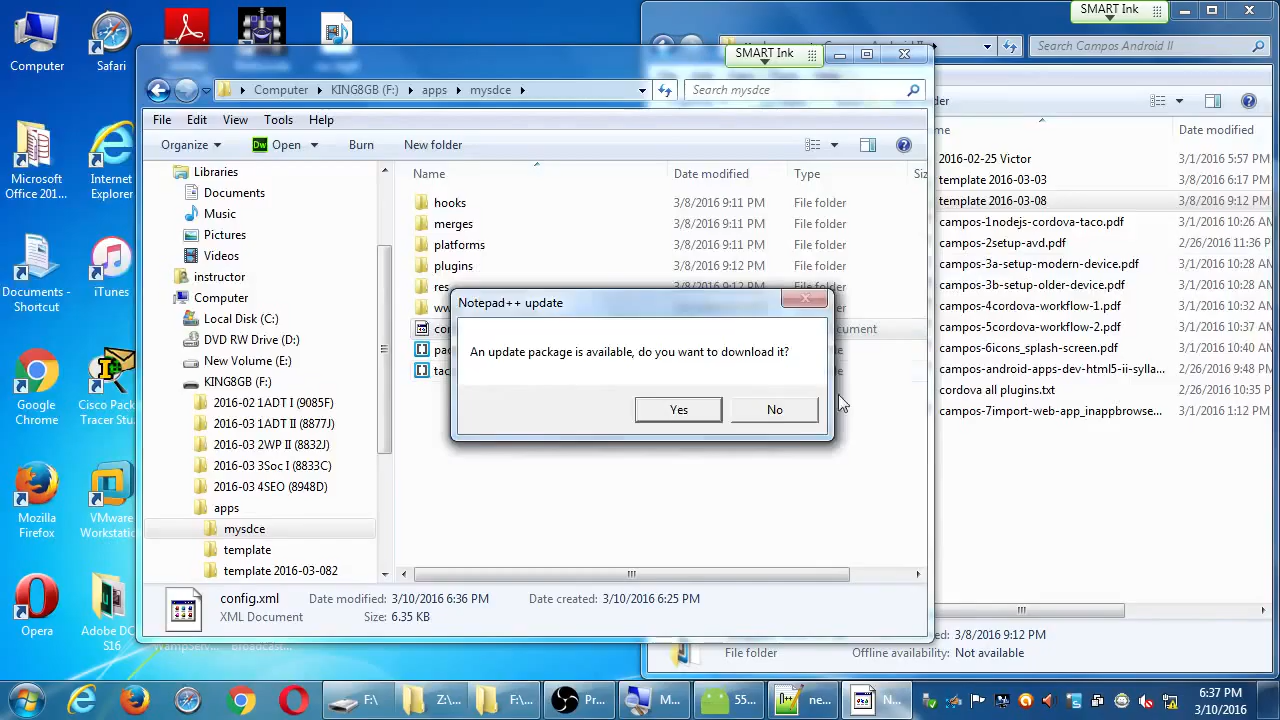 Computer
Safari
SMART Ink
SMART Ink
Search Campos Android II
Computer
KING8GB (F:)
apps
mysdce
Search mysdce
File
Edit
View
Tools
Help
Organize
Open
Burn
New folder
Libraries
Documents
Music
Pictures
Videos
instructor
Computer
Local Disk (C:)
DVD RW Drive (D:)
New Volume (E:)
KING8GB (F:)
2016-02 1ADT I (9085F)
2016-03 1ADT II (8877J)
2016-03 2WP II (8832J)
2016-03 3Soc I (8833C)
2016-03 4SEO (8948D)
apps
mysdce
template
template 2016-03-082
Name
Date modified
Type
hooks 3/8/2016 9:11 PM File folder
merges 3/8/2016 9:11 PM File folder
platforms 3/8/2016 9:11 PM File folder
plugins 3/8/2016 9:12 PM File folder
res 3/8/2016 9:12 PM File folder
Notepad++ update
An update package is available, do you want to download it?
Yes
No
config.xml
XML Document
Date modified: 3/10/2016 6:36 PM
Size: 6.35 KB
Date created: 3/10/2016 6:25 PM
Date modified
2016-02-25 Victor 3/1/2016 5:57 PM
template 2016-03-03 3/8/2016 6:17 PM
template 2016-03-08 3/8/2016 9:12 PM
campos-1nodejs-cordova-taco.pdf 3/1/2016 10:26 AM
campos-2setup-avd.pdf 2/26/2016 11:36 P
campos-3a-setup-modern-device.pdf 3/1/2016 10:26 AM
campos-3b-setup-older-device.pdf 3/1/2016 10:26 AM
campos-4cordova-workflow-1.pdf 3/1/2016 10:26 AM
campos-5cordova-workflow-2.pdf 3/1/2016 10:26 AM
campos-6icons_splash-screen.pdf 3/1/2016 10:26 AM
campos-android-apps-dev-html5-ii-sylla... 2/26/2016 9:48 P
cordova all plugins.txt 2/26/2016 10:35 P
campos-7import-web-app_inappbrowse... 3/1/2016 1:12 PM
3/8/2016 9:12 PM
File folder
Offline availability: Not available
Microsoft
Office 201...
Internet
Explorer
Documents -
Shortcut
iTunes
Google
Chrome
Cisco Pack
Tracer Stu...
Mozilla
Firefox
VMware
Workstatio
Opera
Adobe DC
S16
F:\
Z:\...
F:\...
Pr...
M...
55...
ne...
N...
6:37 PM
3/10/2016